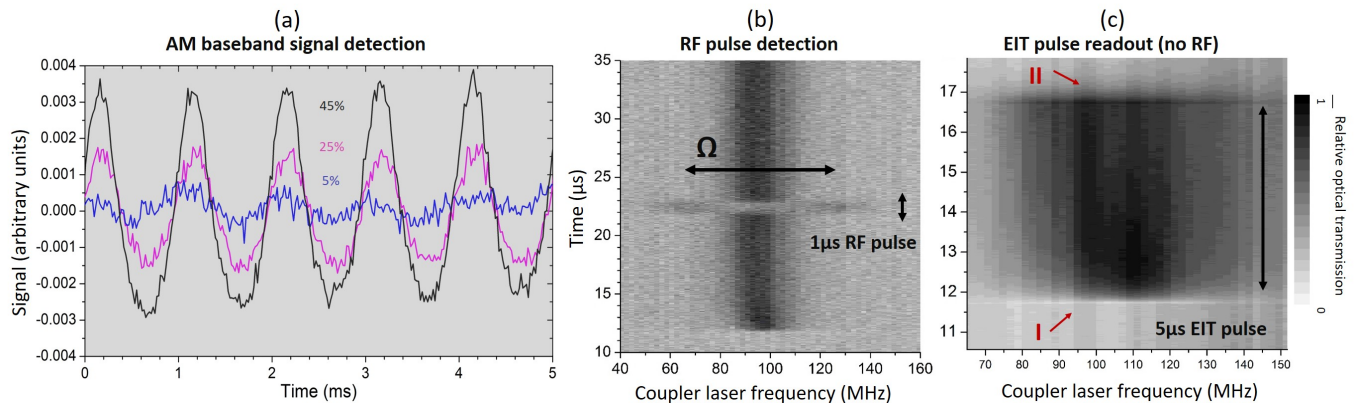 (a)
AM baseband signal detection
0.004
0.003
0.002
0.001
0.000
-0.001
-0.002
-0.003
-0.004
Signal (arbitrary units)
45%
25%
5%
0 1 2 3 4 5
Time (ms)
(b)
RF pulse detection
35
30
25
20
15
10
Time (μs)
Ω
1μs RF pulse
40 60 80 100 120 140 160
Coupler laser frequency (MHz)
(c)
EIT pulse readout (no RF)
17
16
15
14
13
12
11
II
I
5μs EIT pulse
70 80 90 100 110 120 130 140 150
Coupler laser frequency (MHz)
1
Relative optical transmission
0